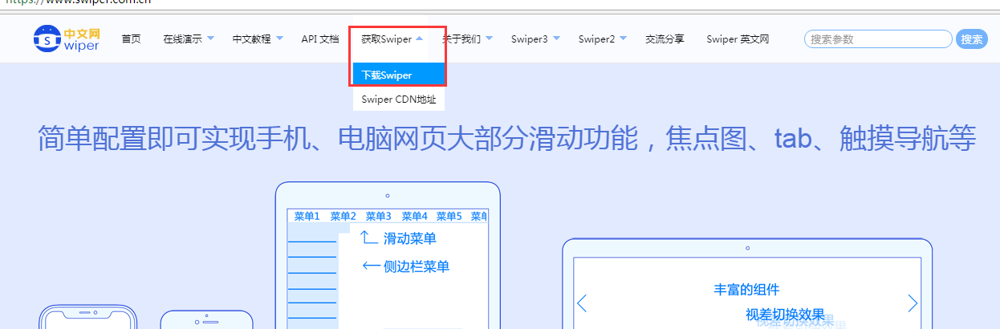 https://www.swiper.com.cn
中文网
Swiper
首页 在线演示 中文教程 API 文档 获取Swiper 关于我们 Swiper3 Swiper2 交流分享 Swiper 英文网 搜索参数 搜索
下载Swiper
Swiper CDN地址
简单配置即可实现手机、电脑网页大部分滑动功能，焦点图、tab、触摸导航等
菜单1 菜单2 菜单3 菜单4 菜单5
滑动菜单
侧边栏菜单
丰富的组件
视差切换效果